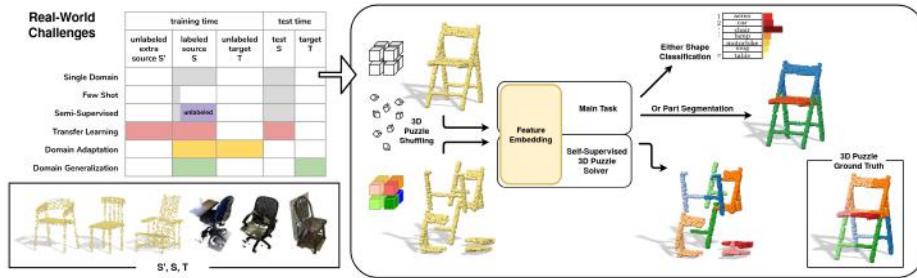 Real-World
Challenges
training time
test time
unlabeled
extra
source S'
labeled
source
S
unlabeled
target
T
test
S
target
T
Single Domain
Few Shot
Semi-Supervised
unlabeled
Transfer Learning
Domain Adaptation
Domain Generalization
S', S, T
3D
Puzzle
Shuffling
Feature
Embedding
Main Task
Self-Supervised
3D Puzzle
Solver
Either Shape
Classification
car
chair
table
Or Part Segmentation
3D Puzzle
Ground Truth